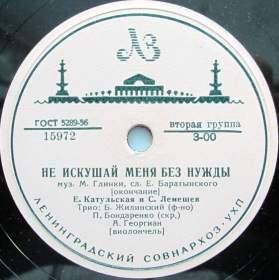 ЛЗ
ГОСТ 5289-56
вторая группа
15972
3-00
НЕ ИСКУШАЙ МЕНЯ БЕЗ НУЖДЫ
муз. М. Глинки, сл. Е. Баратынского
[окончание]
Е. Катульская и С. Лемешев
Трио: Б. Жилинский (ф-но)
П. Бондаренко (скр.)
А. Георгиан
[виолончель]
ЛЕНИНГРАДСКИЙ СОВНАРХОЗ·УХП